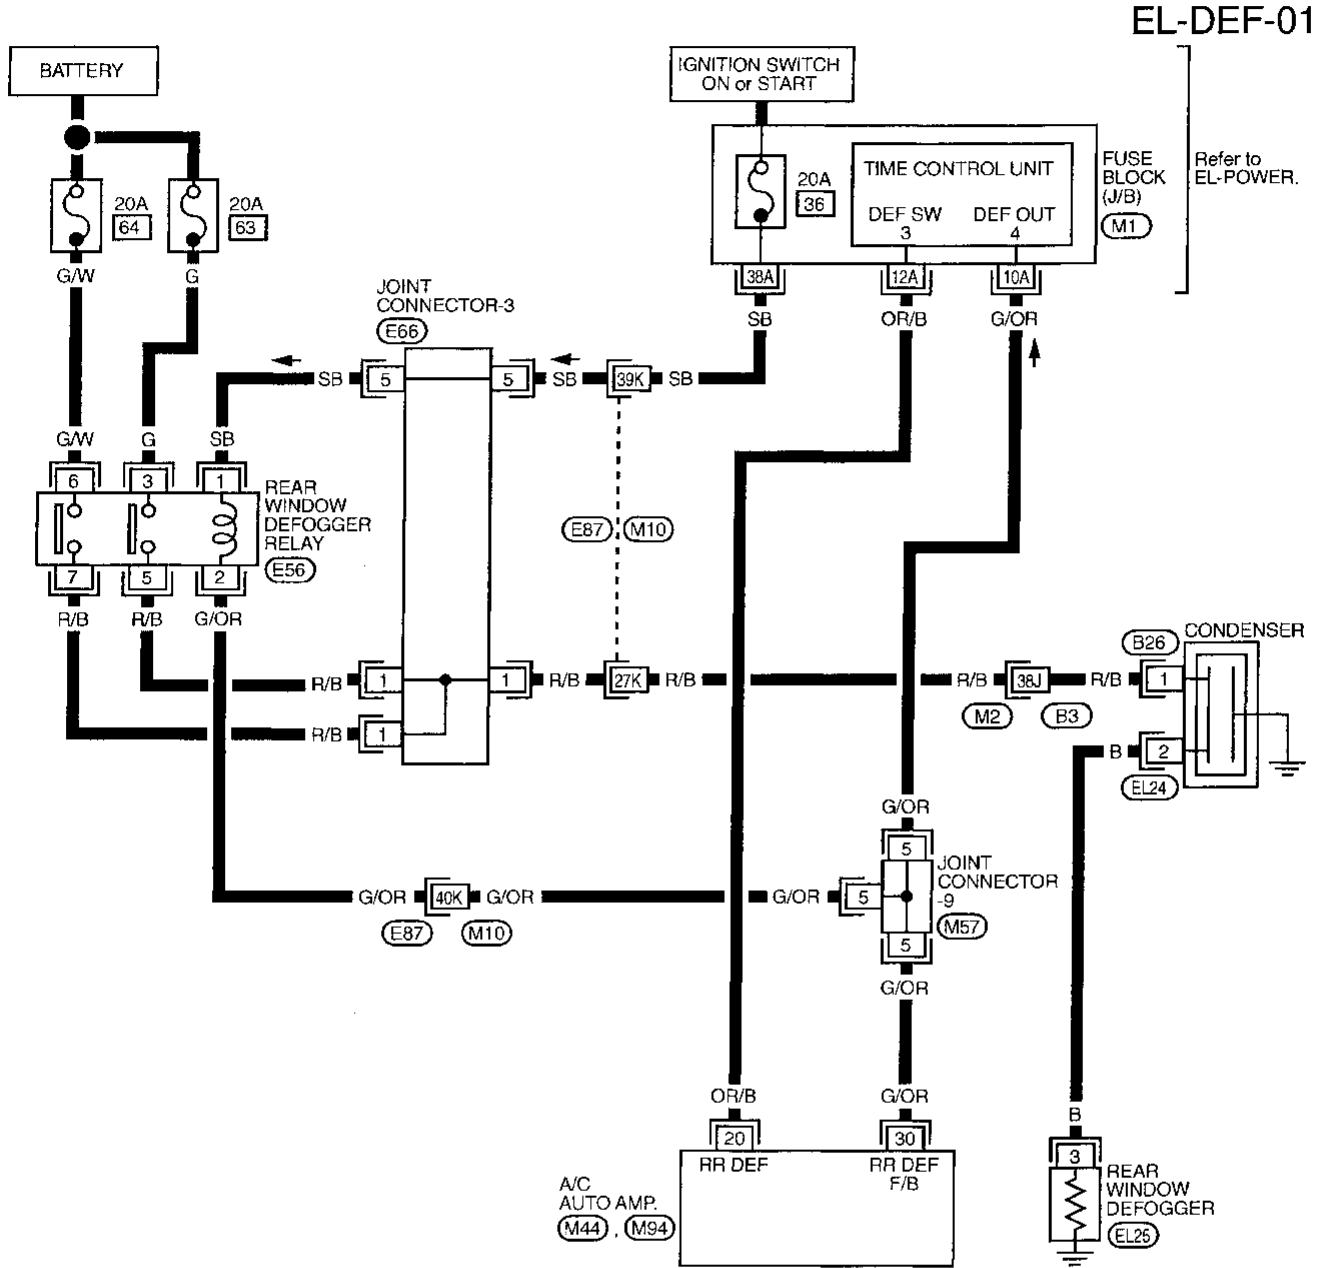 EL-DEF-01
BATTERY
IGNITION SWITCH
ON or START
20A
64
20A
63
20A
36
TIME CONTROL UNIT
DEF SW
3
DEF OUT
4
FUSE
BLOCK
(J/B)
M1
Refer to
EL-POWER.
38A
12A
10A
SB
OR/B
G/OR
G/W
G
JOINT
CONNECTOR-3
E66
SB
5
5
SB
39K
SB
G/W
G
SB
6
3
1
REAR
WINDOW
DEFOGGER
RELAY
E56
7
5
2
R/B
R/B
G/OR
E87
M10
R/B
1
1
R/B
27K
R/B
R/B
38J
R/B
1
M2
B3
B26
CONDENSER
R/B
1
B
2
EL24
G/OR
5
JOINT
CONNECTOR
-9
M57
G/OR
40K
G/OR
G/OR
5
E87
M10
5
G/OR
OR/B
G/OR
20
30
RR DEF
RR DEF
F/B
A/C
AUTO AMP.
M44 , M94
B
3
REAR
WINDOW
DEFOGGER
EL25